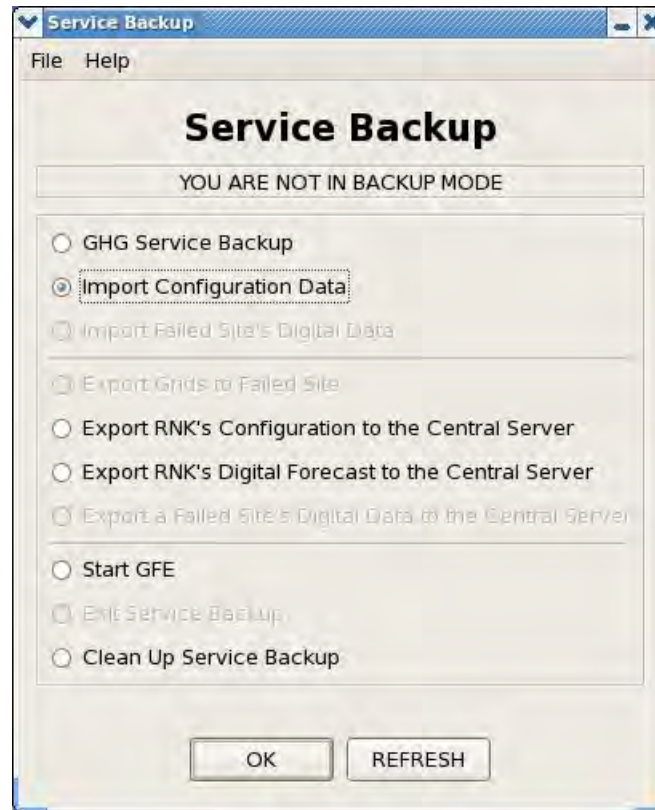 Service Backup
File Help
Service Backup
YOU ARE NOT IN BACKUP MODE
GHG Service Backup
Import Configuration Data
Import Failed Site's Digital Data
Export Grids to Failed Site
Export RNK's Configuration to the Central Server
Export RNK's Digital Forecast to the Central Server
Export a Failed Site's Digital Data to the Central Server
Start GFE
Exit Service Backup
Clean Up Service Backup
OK REFRESH